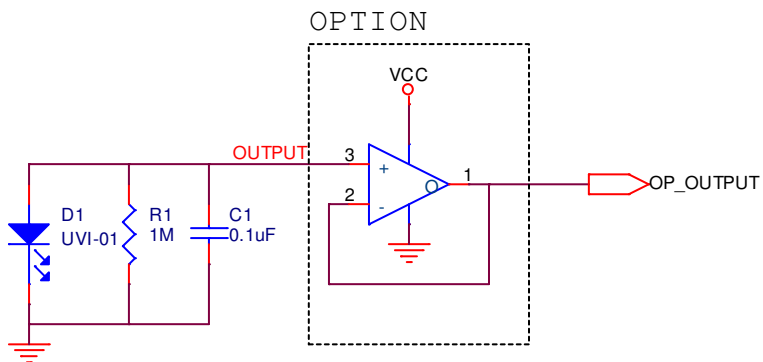 OPTION
VCC
OUTPUT
3
+
1
O
2
-
OP_OUTPUT
D1
UVI-01
R1
1M
C1
0.1uF